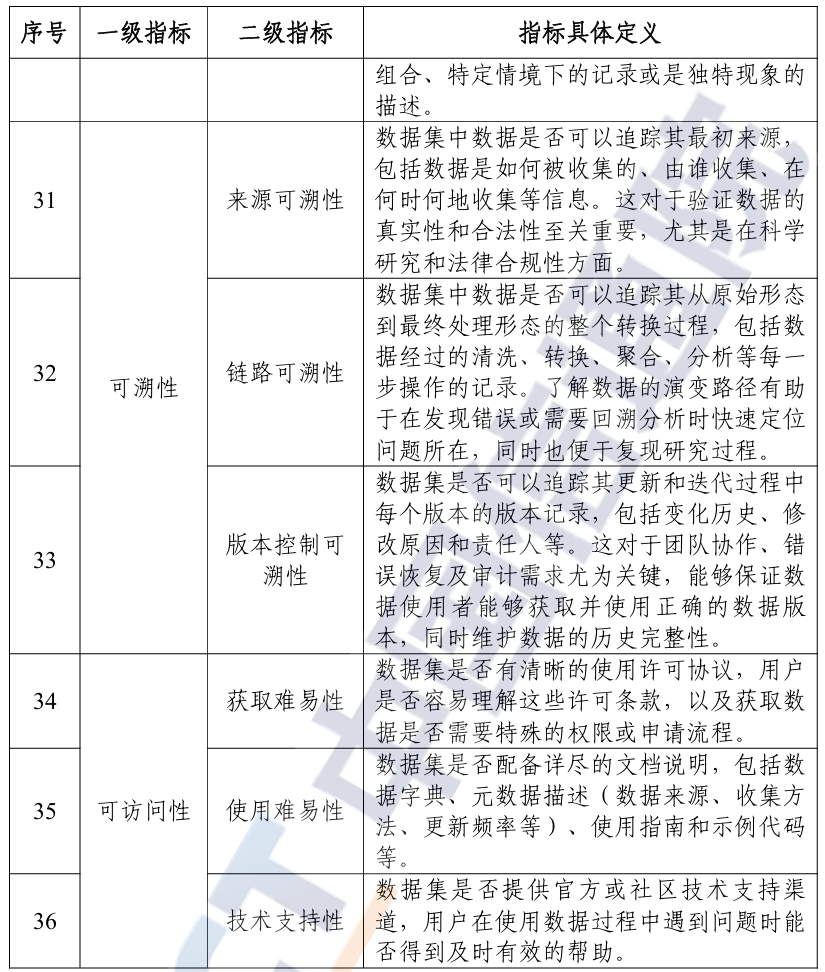 序号 一级指标 二级指标 指标具体定义
组合、特定情境下的记录或是独特现象的
描述。
31 可溯性 来源可溯性 数据集中数据是否可以追踪其最初来源，
包括数据是如何被收集的、由谁收集、在
何时何地收集等信息。这对于验证数据的
真实性和合法性至关重要，尤其是在科学
研究和法律合规性方面。
32 链路可溯性 数据集中数据是否可以追踪其从原始形态
到最终处理形态的整个转换过程，包括数
据经过的清洗、转换、聚合、分析等每一
步操作的记录。了解数据的演变路径有助
于在发现错误或需要回溯分析时快速定位
问题所在，同时也便于复现研究过程。
33 版本控制可
溯性
数据集是否可以追踪其更新和迭代过程中
每个版本的版本记录，包括变化历史、修
改原因和责任人等。这对于团队协作、错
误恢复及审计需求尤为关键，能够保证数
据使用者能够获取并使用正确的数据版
本，同时维护数据的历史完整性。
34 可访问性 获取难易性 数据集是否有清晰的使用许可协议，用户
是否容易理解这些许可条款，以及获取数
据是否需要特殊的权限或申请流程。
35 使用难易性 数据集是否配备详尽的文档说明，包括数
据字典、元数据描述（数据来源、收集方
法、更新频率等）、使用指南和示例代码
等。
36 技术支持性 数据集是否提供官方或社区技术支持渠
道，用户在使用数据过程中遇到问题时能
否得到及时有效的帮助。
中国信通院